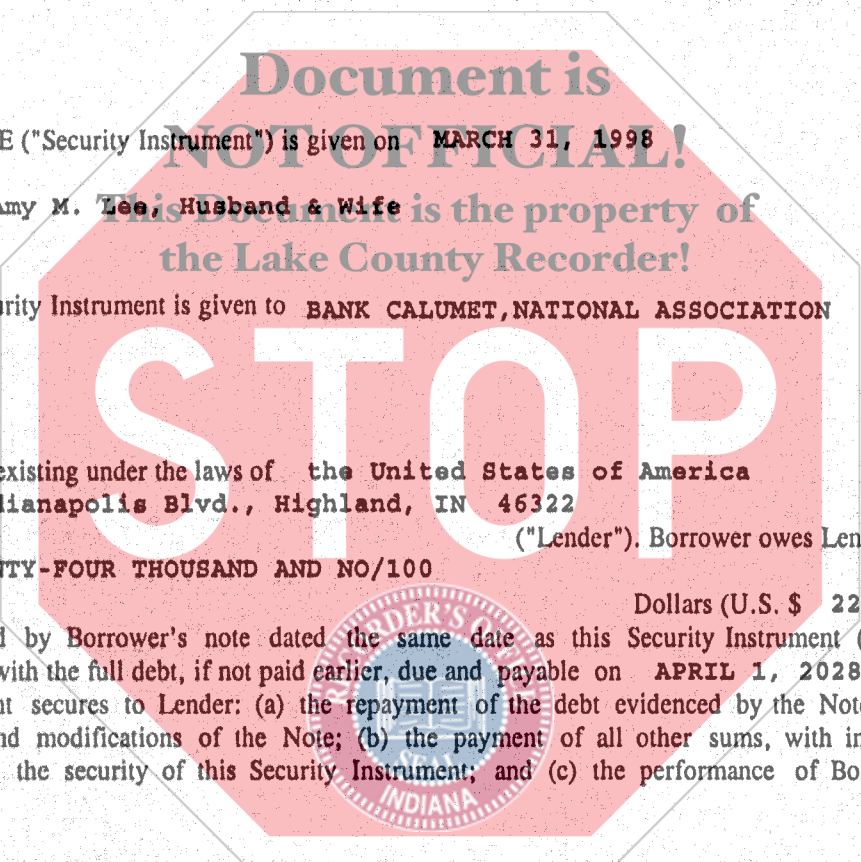 Document is
NOT OFFICIAL!
E ("Security Instrument") is given on MARCH 31, 1998
This Document is the property of
Amy M. Lee, Husband & Wife
the Lake County Recorder!
urity Instrument is given to BANK CALUMET,NATIONAL ASSOCIATION
STOP
existing under the laws of the United States of America
dianapolis Blvd., Highland, IN 46322
("Lender"). Borrower owes Len
NTY-FOUR THOUSAND AND NO/100
Dollars (U.S. $ 22
d by Borrower's note dated the same date as this Security Instrument (
with the full debt, if not paid earlier, due and payable on APRIL 1, 2028
nt secures to Lender: (a) the repayment of the debt evidenced by the Note
nd modifications of the Note; (b) the payment of all other sums, with in
the security of this Security Instrument; and (c) the performance of Bo
RECORDER'S
SEAL
INDIANA